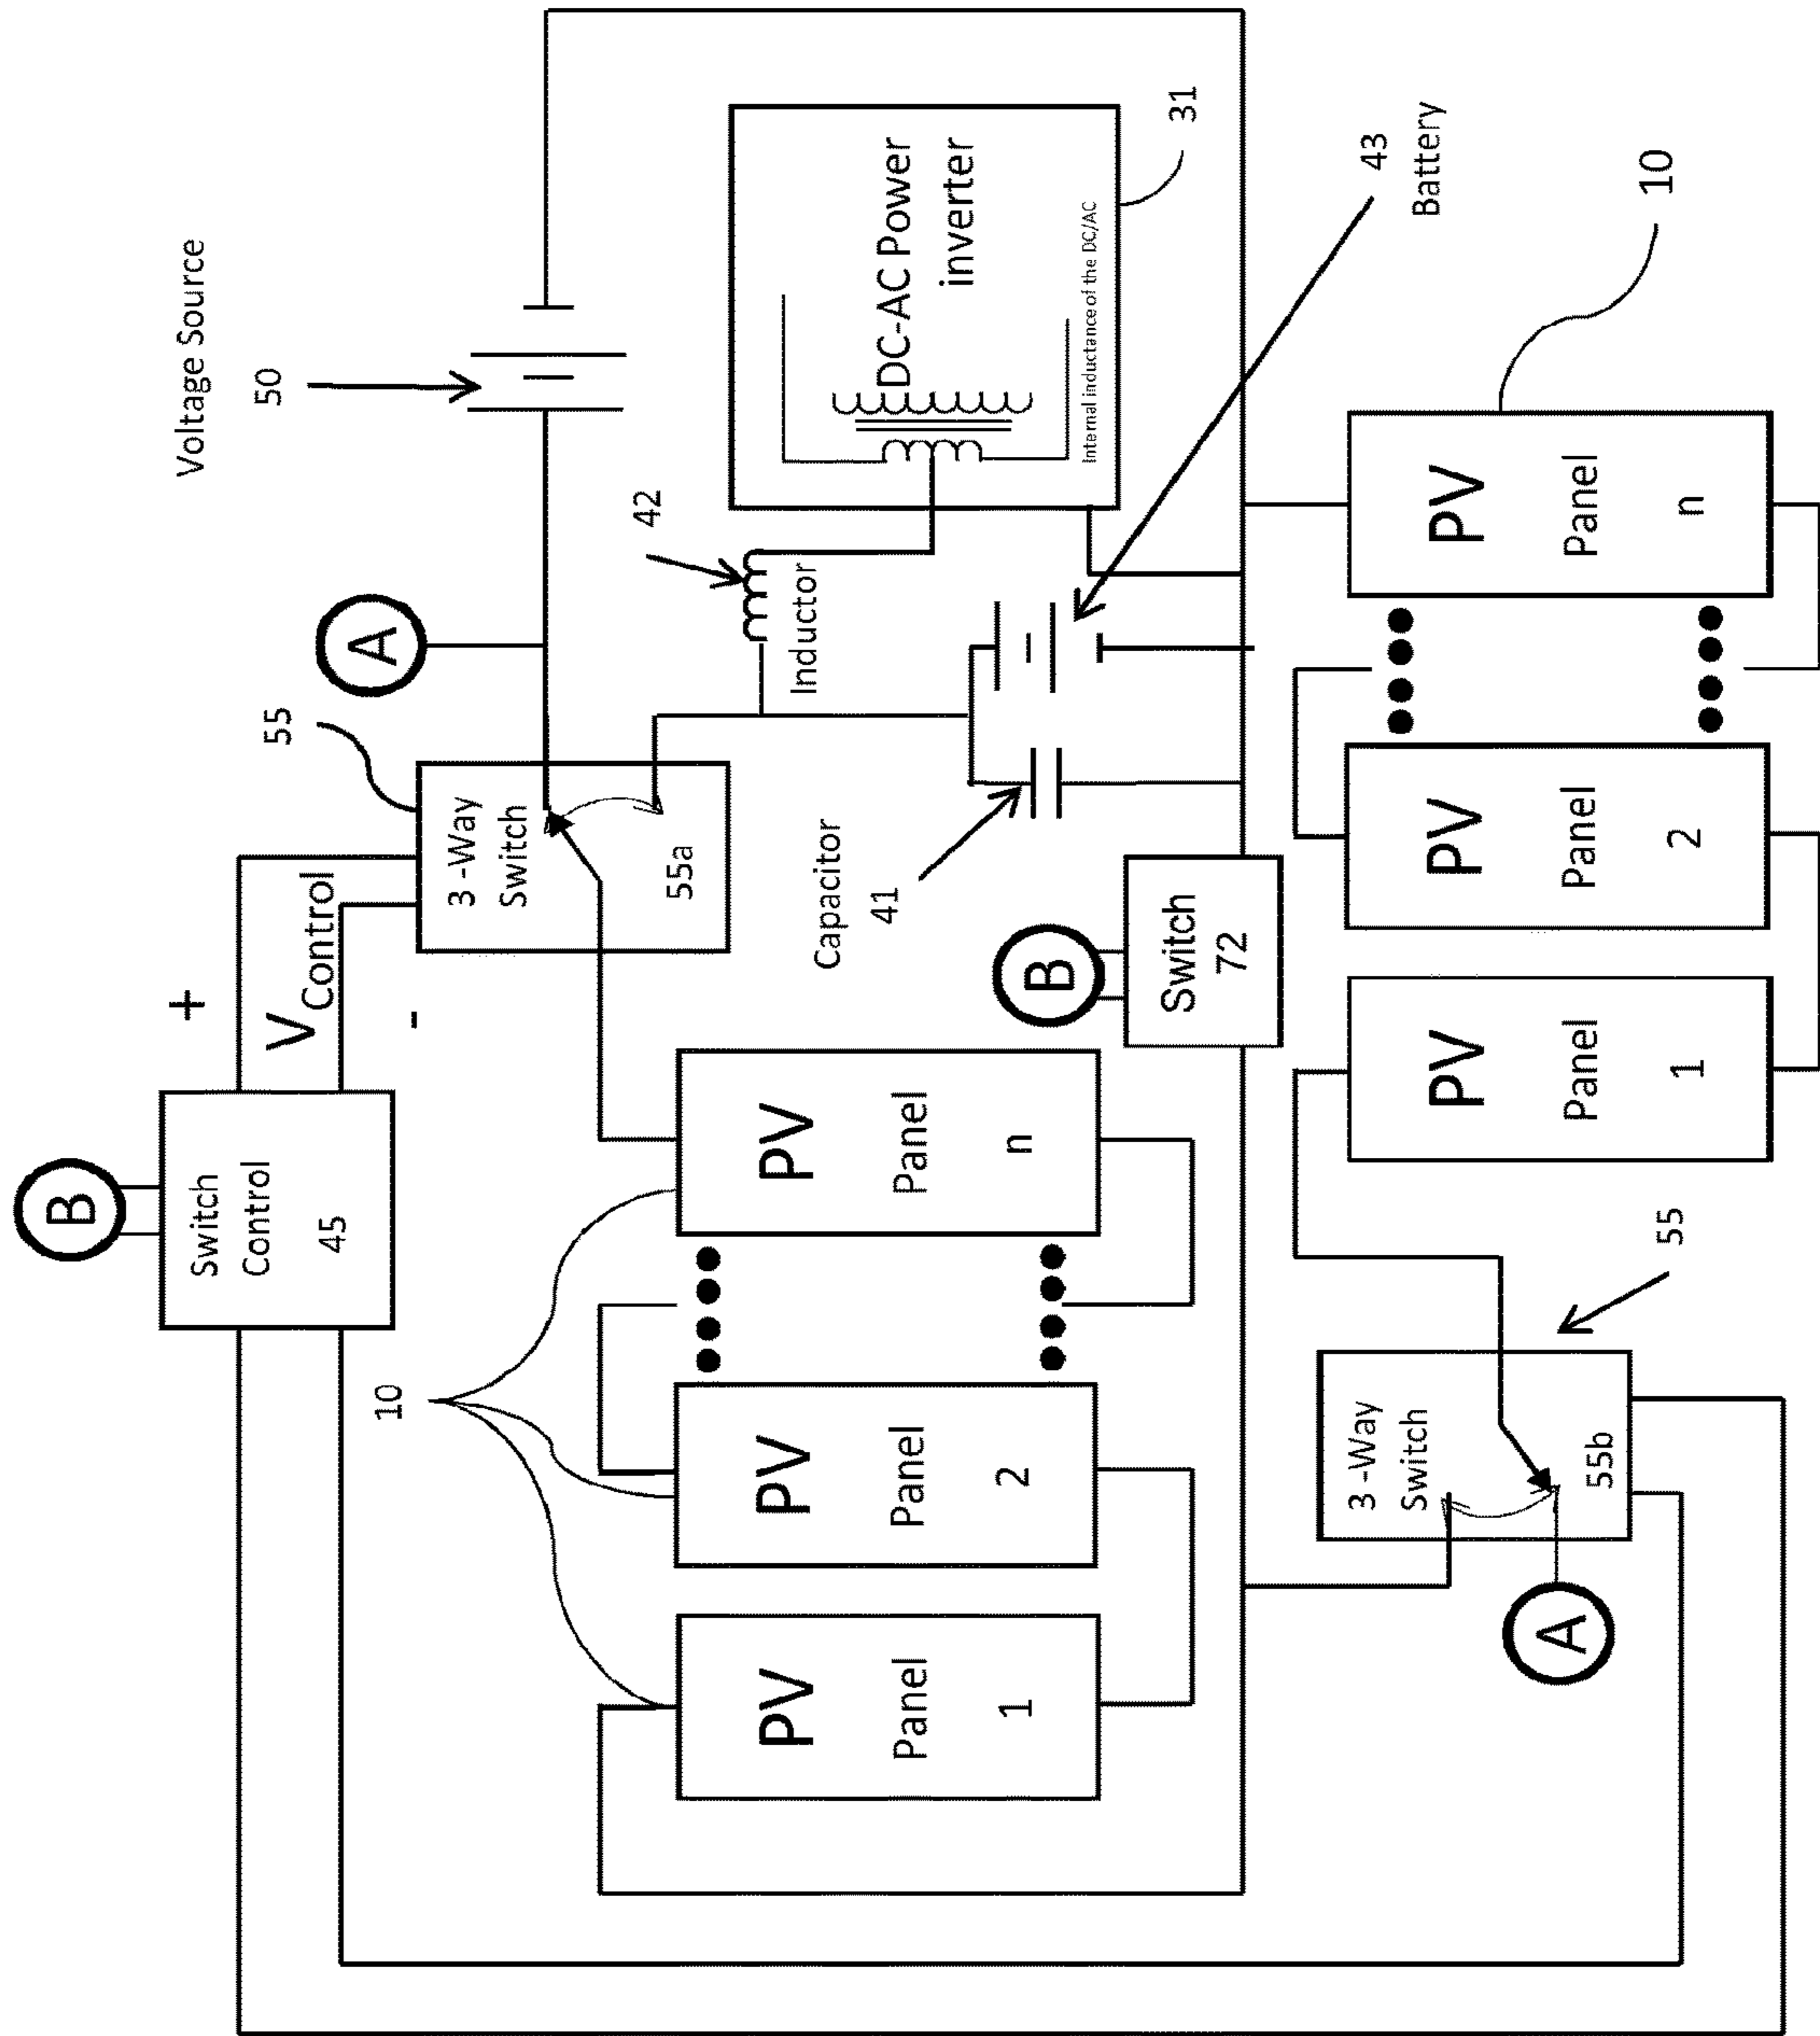 B
Switch
Control
45
+
V Control
-
55
3 -Way
Switch
55a
A
Voltage Source
50
10
PV
Panel
1
PV
Panel
2
PV
Panel
n
Capacitor
41
42
Inductor
DC-AC Power
inverter
Internal inductance of the DC/AC
31
43
Battery
B
Switch
72
3 -Way
Switch
55b
A
55
PV
Panel
1
PV
Panel
2
PV
Panel
n
10